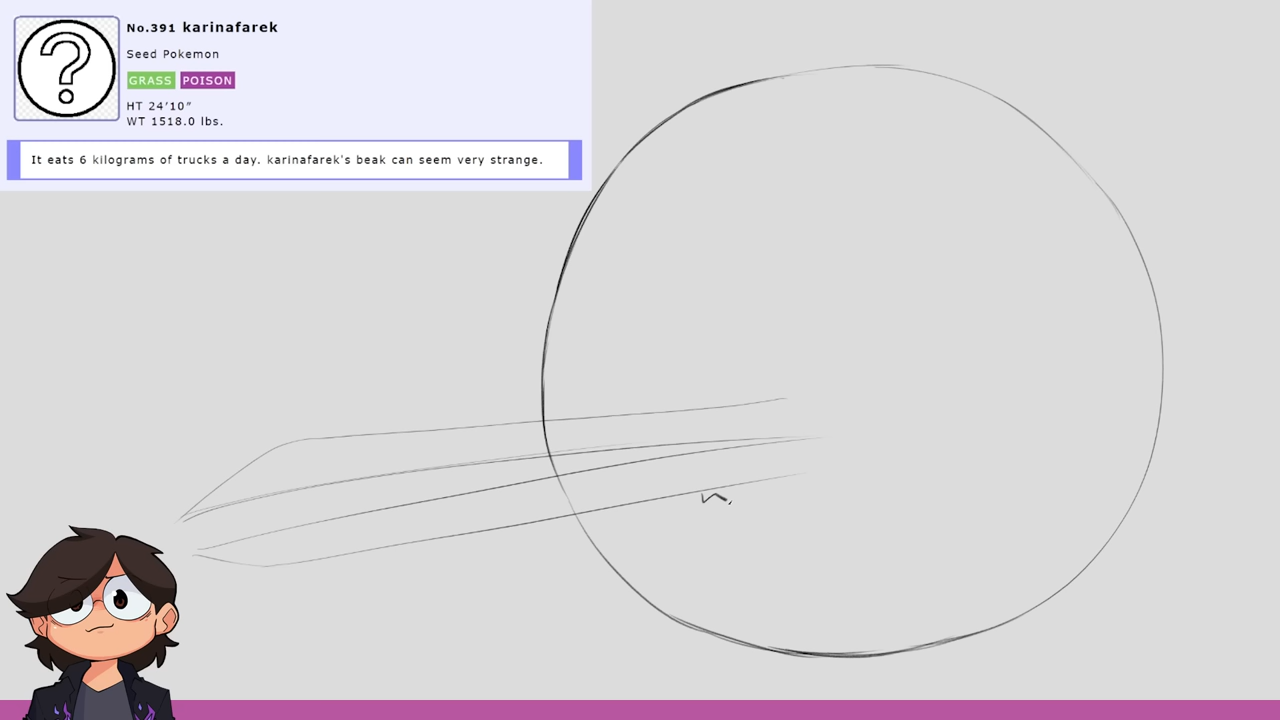 No.391 karinafarek
Seed Pokemon
GRASS POISON
HT 24'10"
WT 1518.0 lbs.
It eats 6 kilograms of trucks a day. karinafarek's beak can seem very strange.